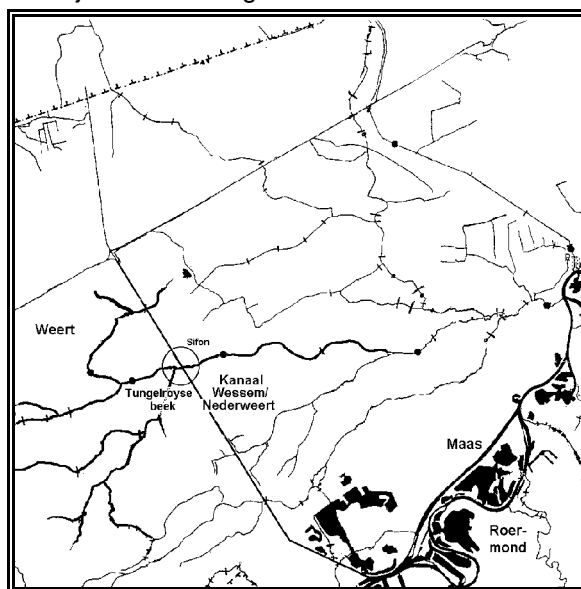 Weert
Sifon
Tungelroyse
beek
Kanaal
Wessem/
Nederweert
Maas
Roer-
mond